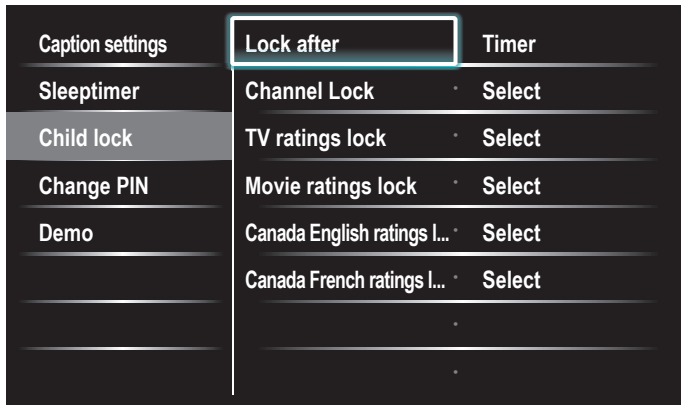 Caption settings Lock after Timer
Sleeptimer Channel Lock Select
Child lock TV ratings lock Select
Change PIN Movie ratings lock Select
Demo Canada English ratings l... Select
Canada French ratings l... Select